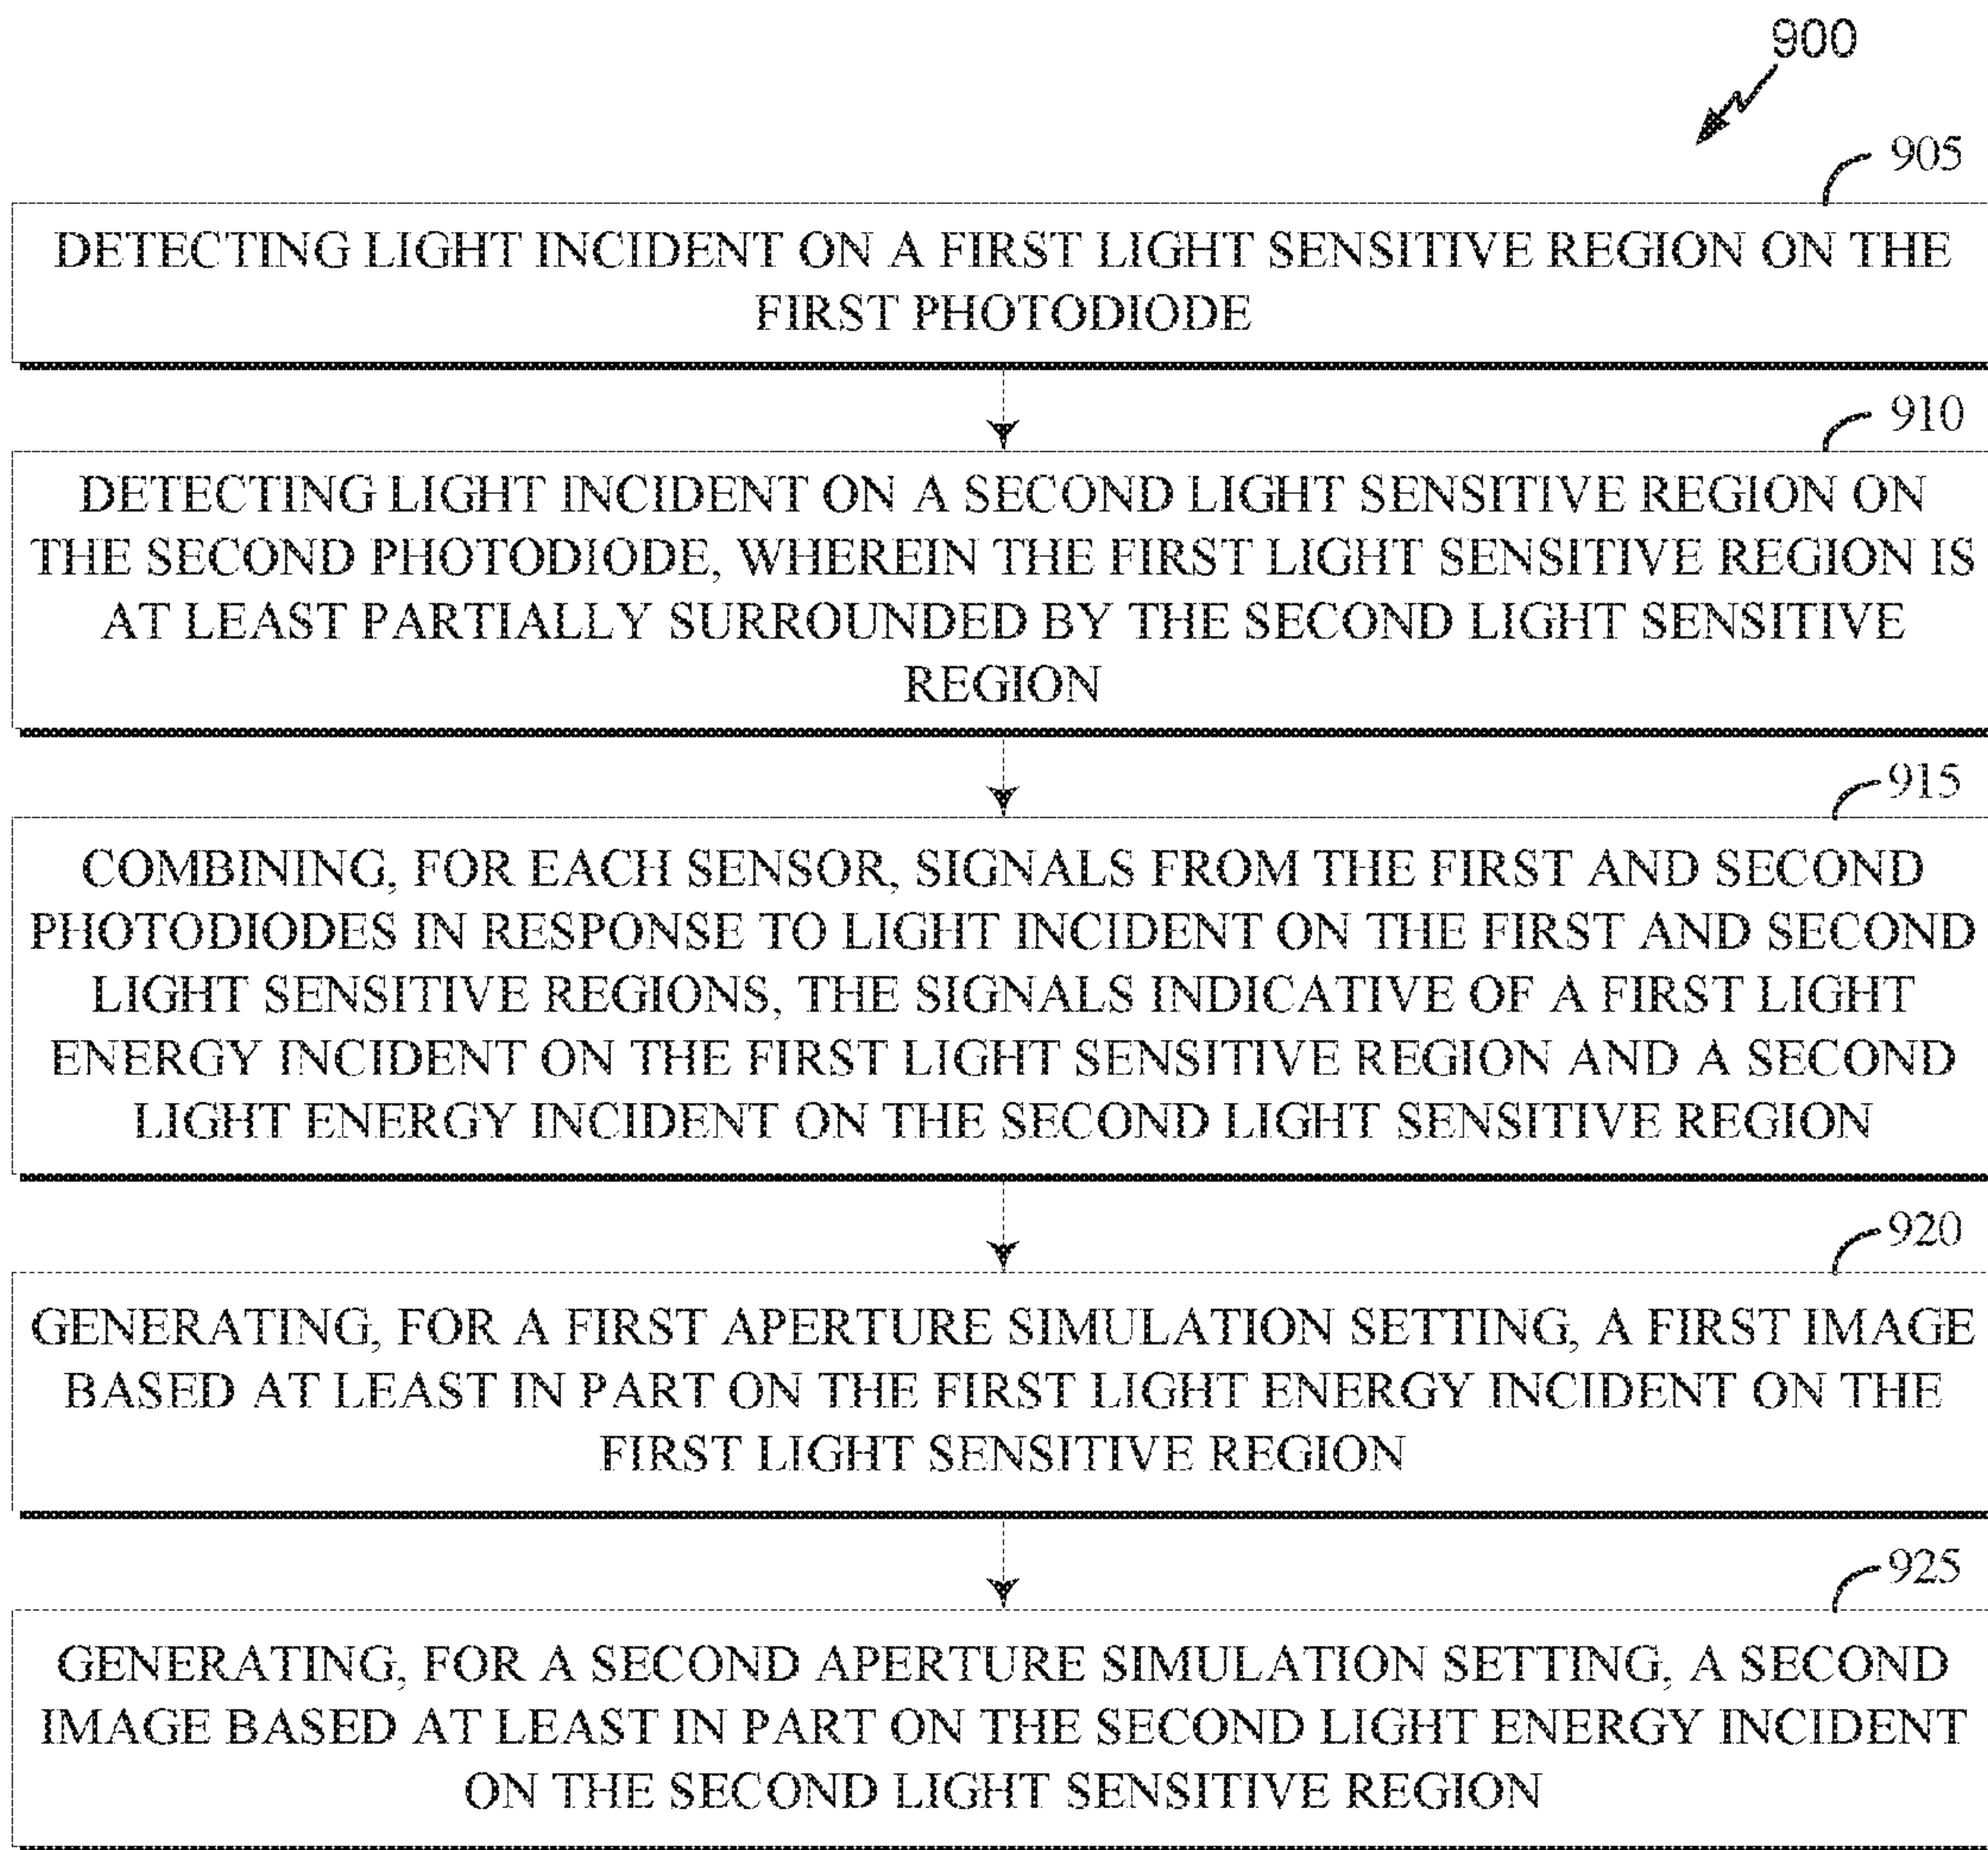 900
905
DETECTING LIGHT INCIDENT ON A FIRST LIGHT SENSITIVE REGION ON THE
FIRST PHOTODIODE
910
DETECTING LIGHT INCIDENT ON A SECOND LIGHT SENSITIVE REGION ON
THE SECOND PHOTODIODE, WHEREIN THE FIRST LIGHT SENSITIVE REGION IS
AT LEAST PARTIALLY SURROUNDED BY THE SECOND LIGHT SENSITIVE
REGION
915
COMBINING, FOR EACH SENSOR, SIGNALS FROM THE FIRST AND SECOND
PHOTODIODES IN RESPONSE TO LIGHT INCIDENT ON THE FIRST AND SECOND
LIGHT SENSITIVE REGIONS, THE SIGNALS INDICATIVE OF A FIRST LIGHT
ENERGY INCIDENT ON THE FIRST LIGHT SENSITIVE REGION AND A SECOND
LIGHT ENERGY INCIDENT ON THE SECOND LIGHT SENSITIVE REGION
920
GENERATING, FOR A FIRST APERTURE SIMULATION SETTING, A FIRST IMAGE
BASED AT LEAST IN PART ON THE FIRST LIGHT ENERGY INCIDENT ON THE
FIRST LIGHT SENSITIVE REGION
925
GENERATING, FOR A SECOND APERTURE SIMULATION SETTING, A SECOND
IMAGE BASED AT LEAST IN PART ON THE SECOND LIGHT ENERGY INCIDENT
ON THE SECOND LIGHT SENSITIVE REGION